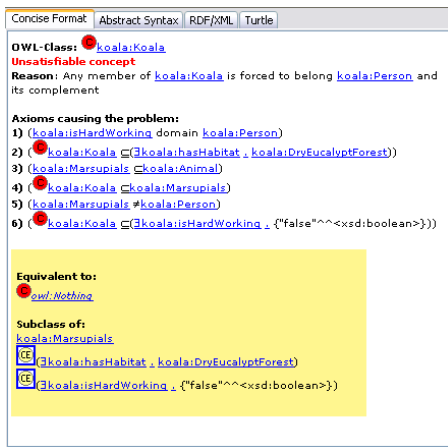 Concise Format Abstract Syntax RDF/XML Turtle
OWL-Class: C koala:Koala
Unsatisfiable concept
Reason: Any member of koala:Koala is forced to belong koala:Person and
its complement
Axioms causing the problem:
1) (koala:isHardWorking domain koala:Person)
2) (C koala:Koala ⊆(∃koala:hasHabitat . koala:DryEucalyptForest))
3) (koala:Marsupials ⊂koala:Animal)
4) (C koala:Koala ⊆koala:Marsupials)
5) (koala:Marsupials ≠koala:Person)
6) (C koala:Koala ⊆(∃koala:isHardWorking . {"false"^^<xsd:boolean>}))
Equivalent to:
C owl:Nothing
Subclass of:
koala:Marsupials
CE (∃koala:hasHabitat . koala:DryEucalyptForest)
CE (∃koala:isHardWorking . {"false"^^<xsd:boolean>})